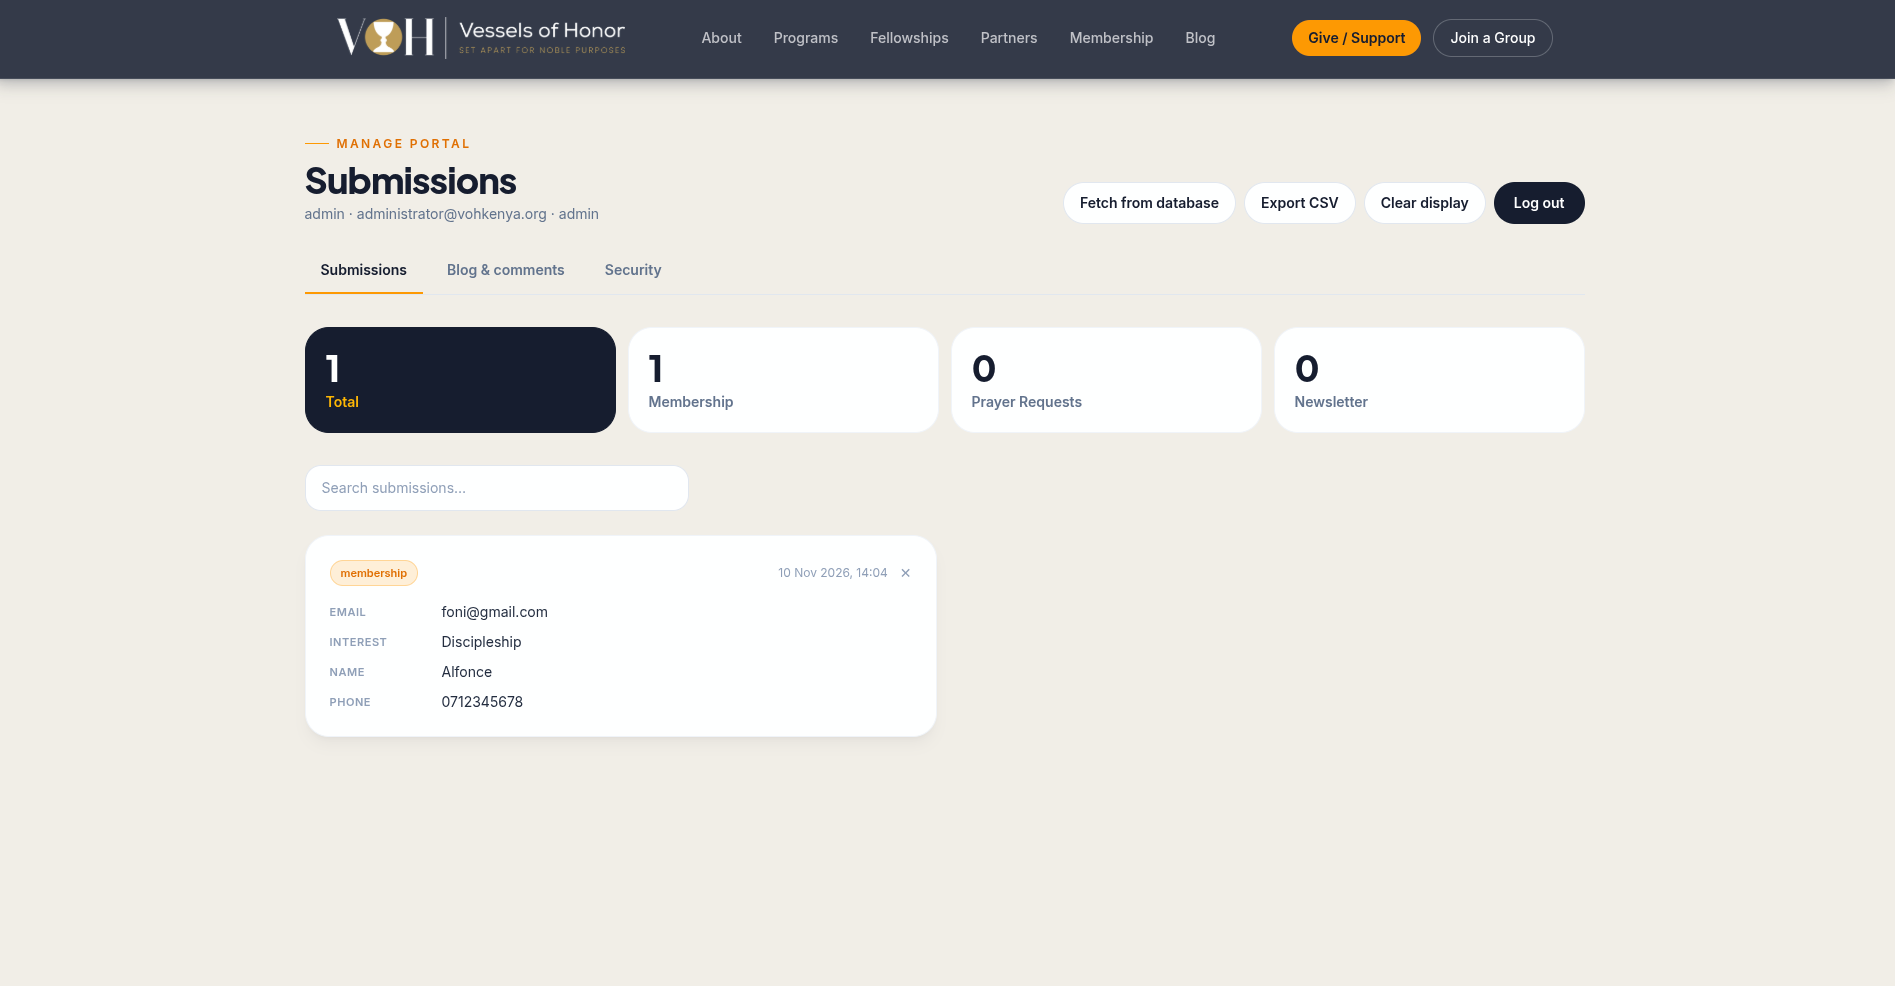 VOH Vessels of Honor
SET APART FOR NOBLE PURPOSES
About Programs Fellowships Partners Membership Blog Give / Support Join a Group
MANAGE PORTAL
Submissions
admin · administrator@vohkenya.org · admin
Fetch from database Export CSV Clear display Log out
Submissions Blog & comments Security
1 1 0 0
Total Membership Prayer Requests Newsletter
Search submissions...
membership 10 Nov 2026, 14:04 ✕
EMAIL foni@gmail.com
INTEREST Discipleship
NAME Alfonce
PHONE 0712345678